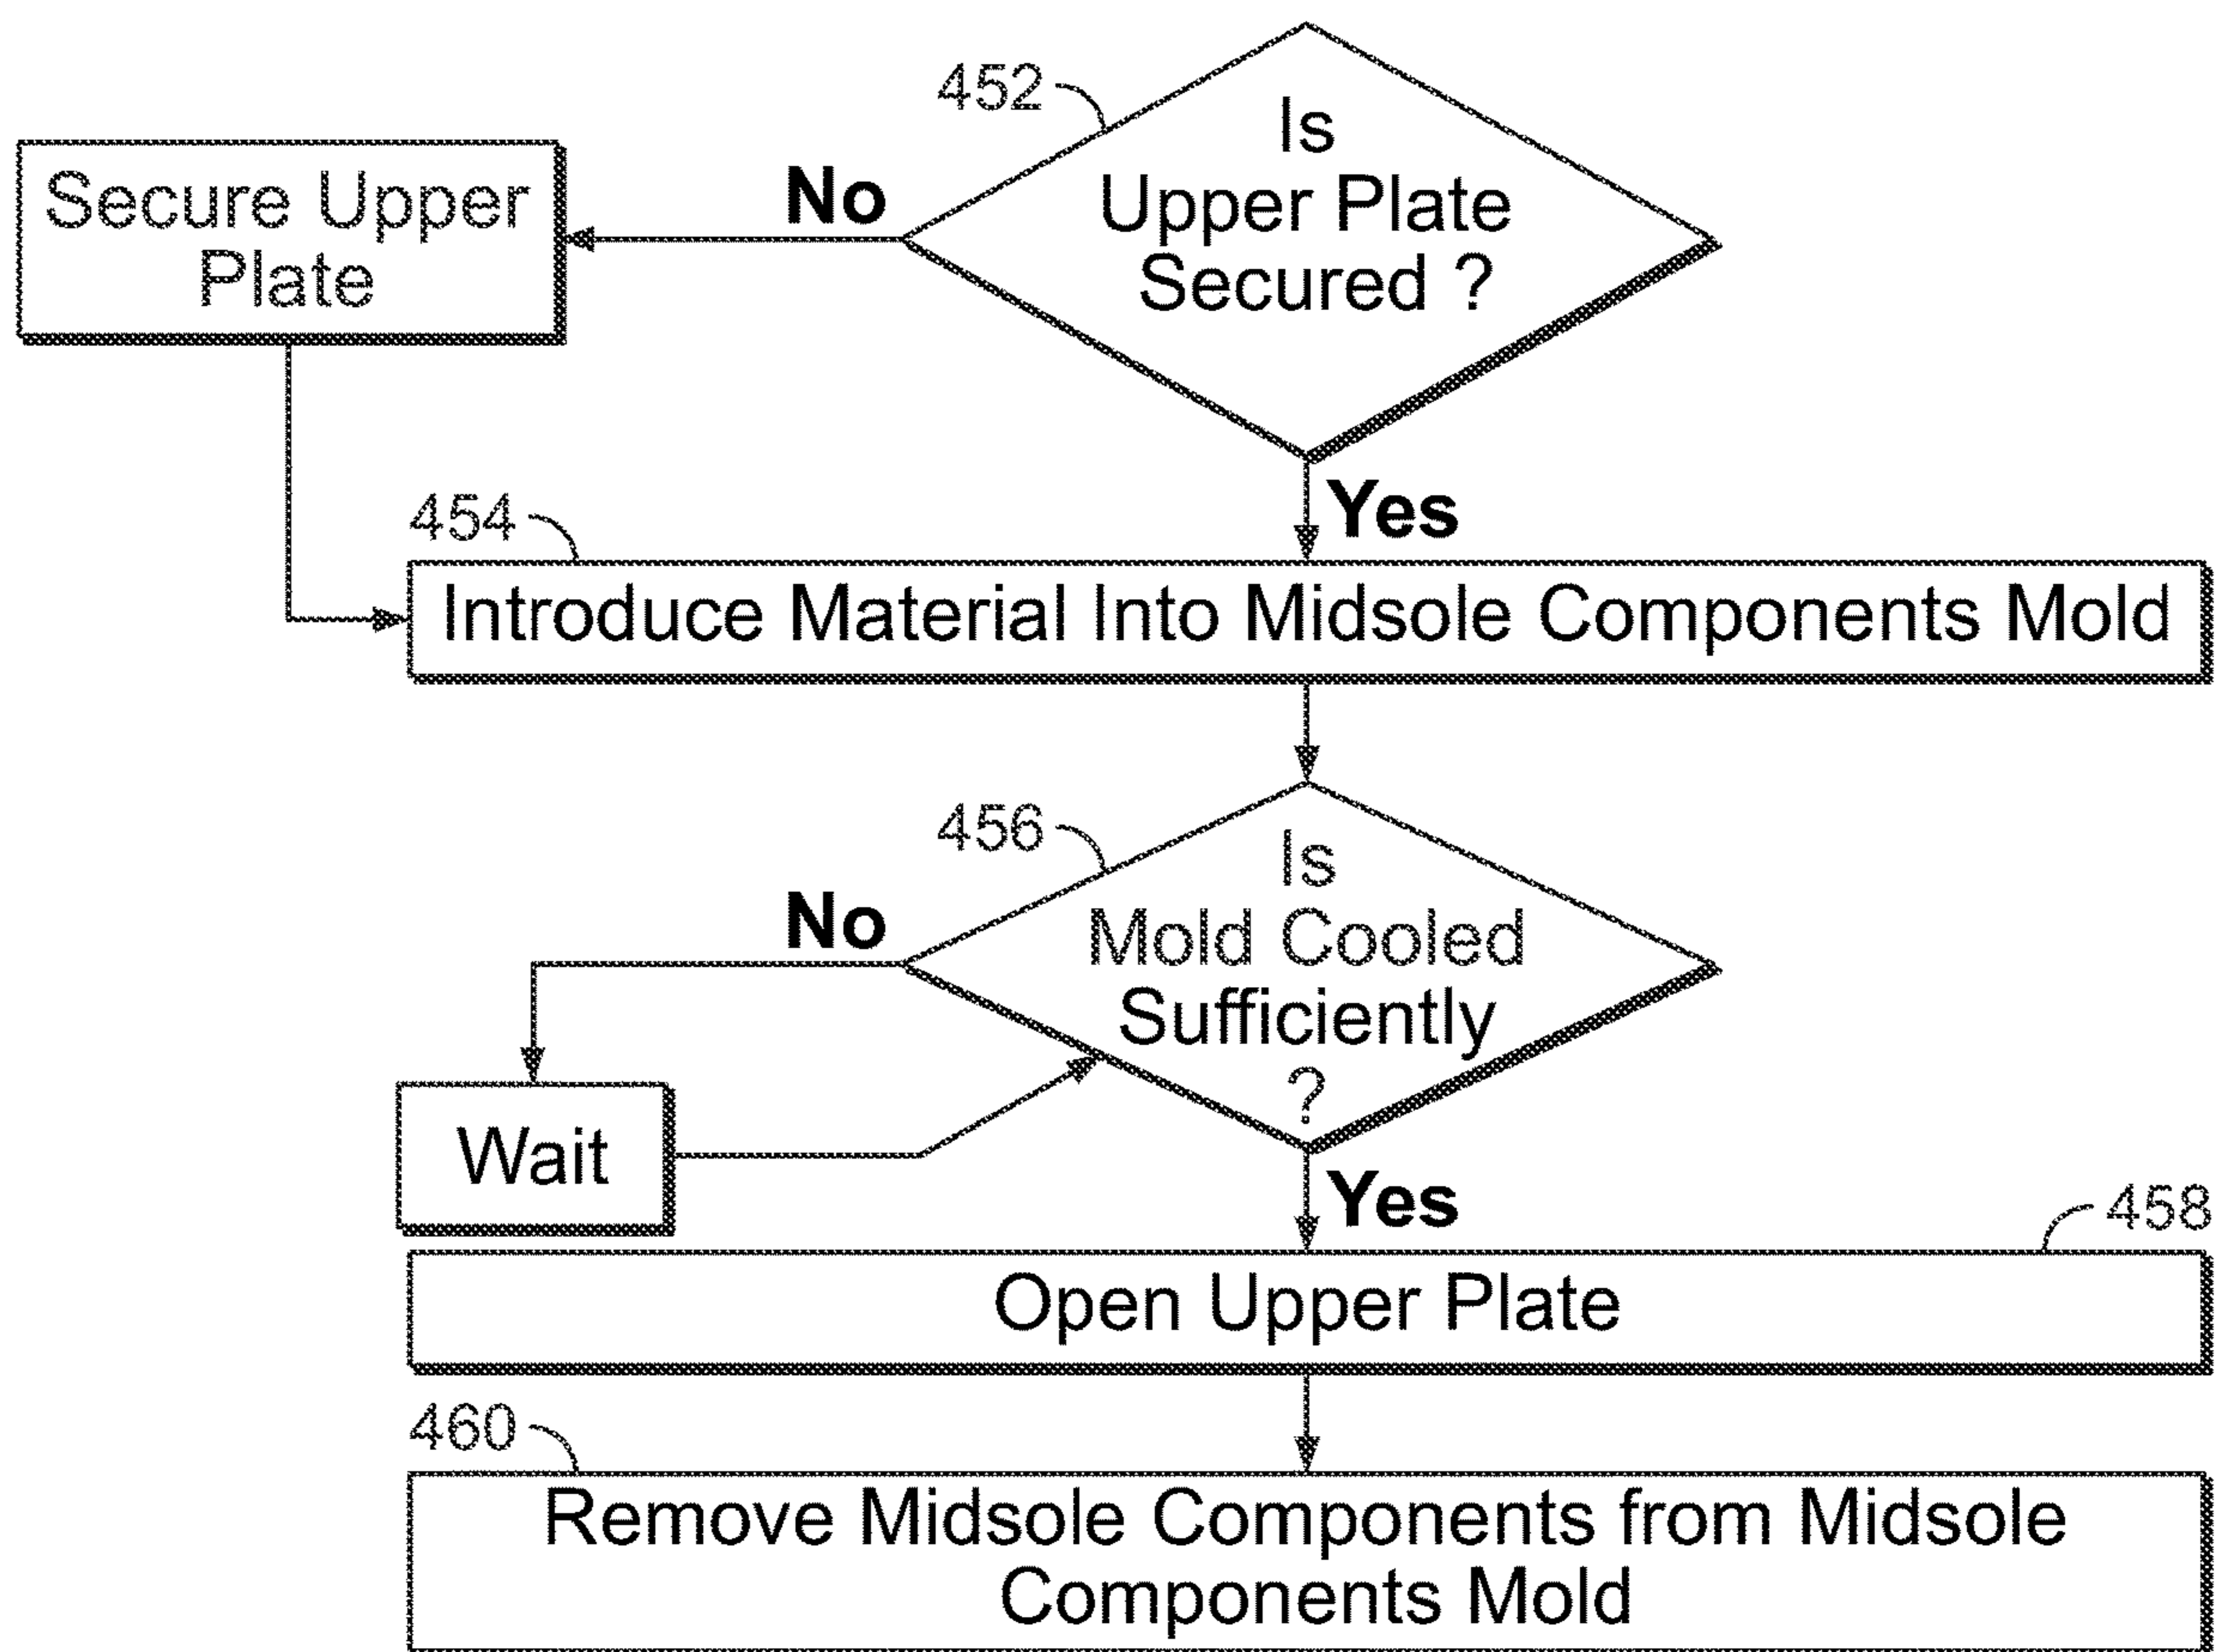 452
Is
Upper Plate
Secured ?
No
Secure Upper
Plate
Yes
454
Introduce Material Into Midsole Components Mold
456
Is
Mold Cooled
Sufficiently
?
No
Wait
Yes
458
Open Upper Plate
460
Remove Midsole Components from Midsole
Components Mold